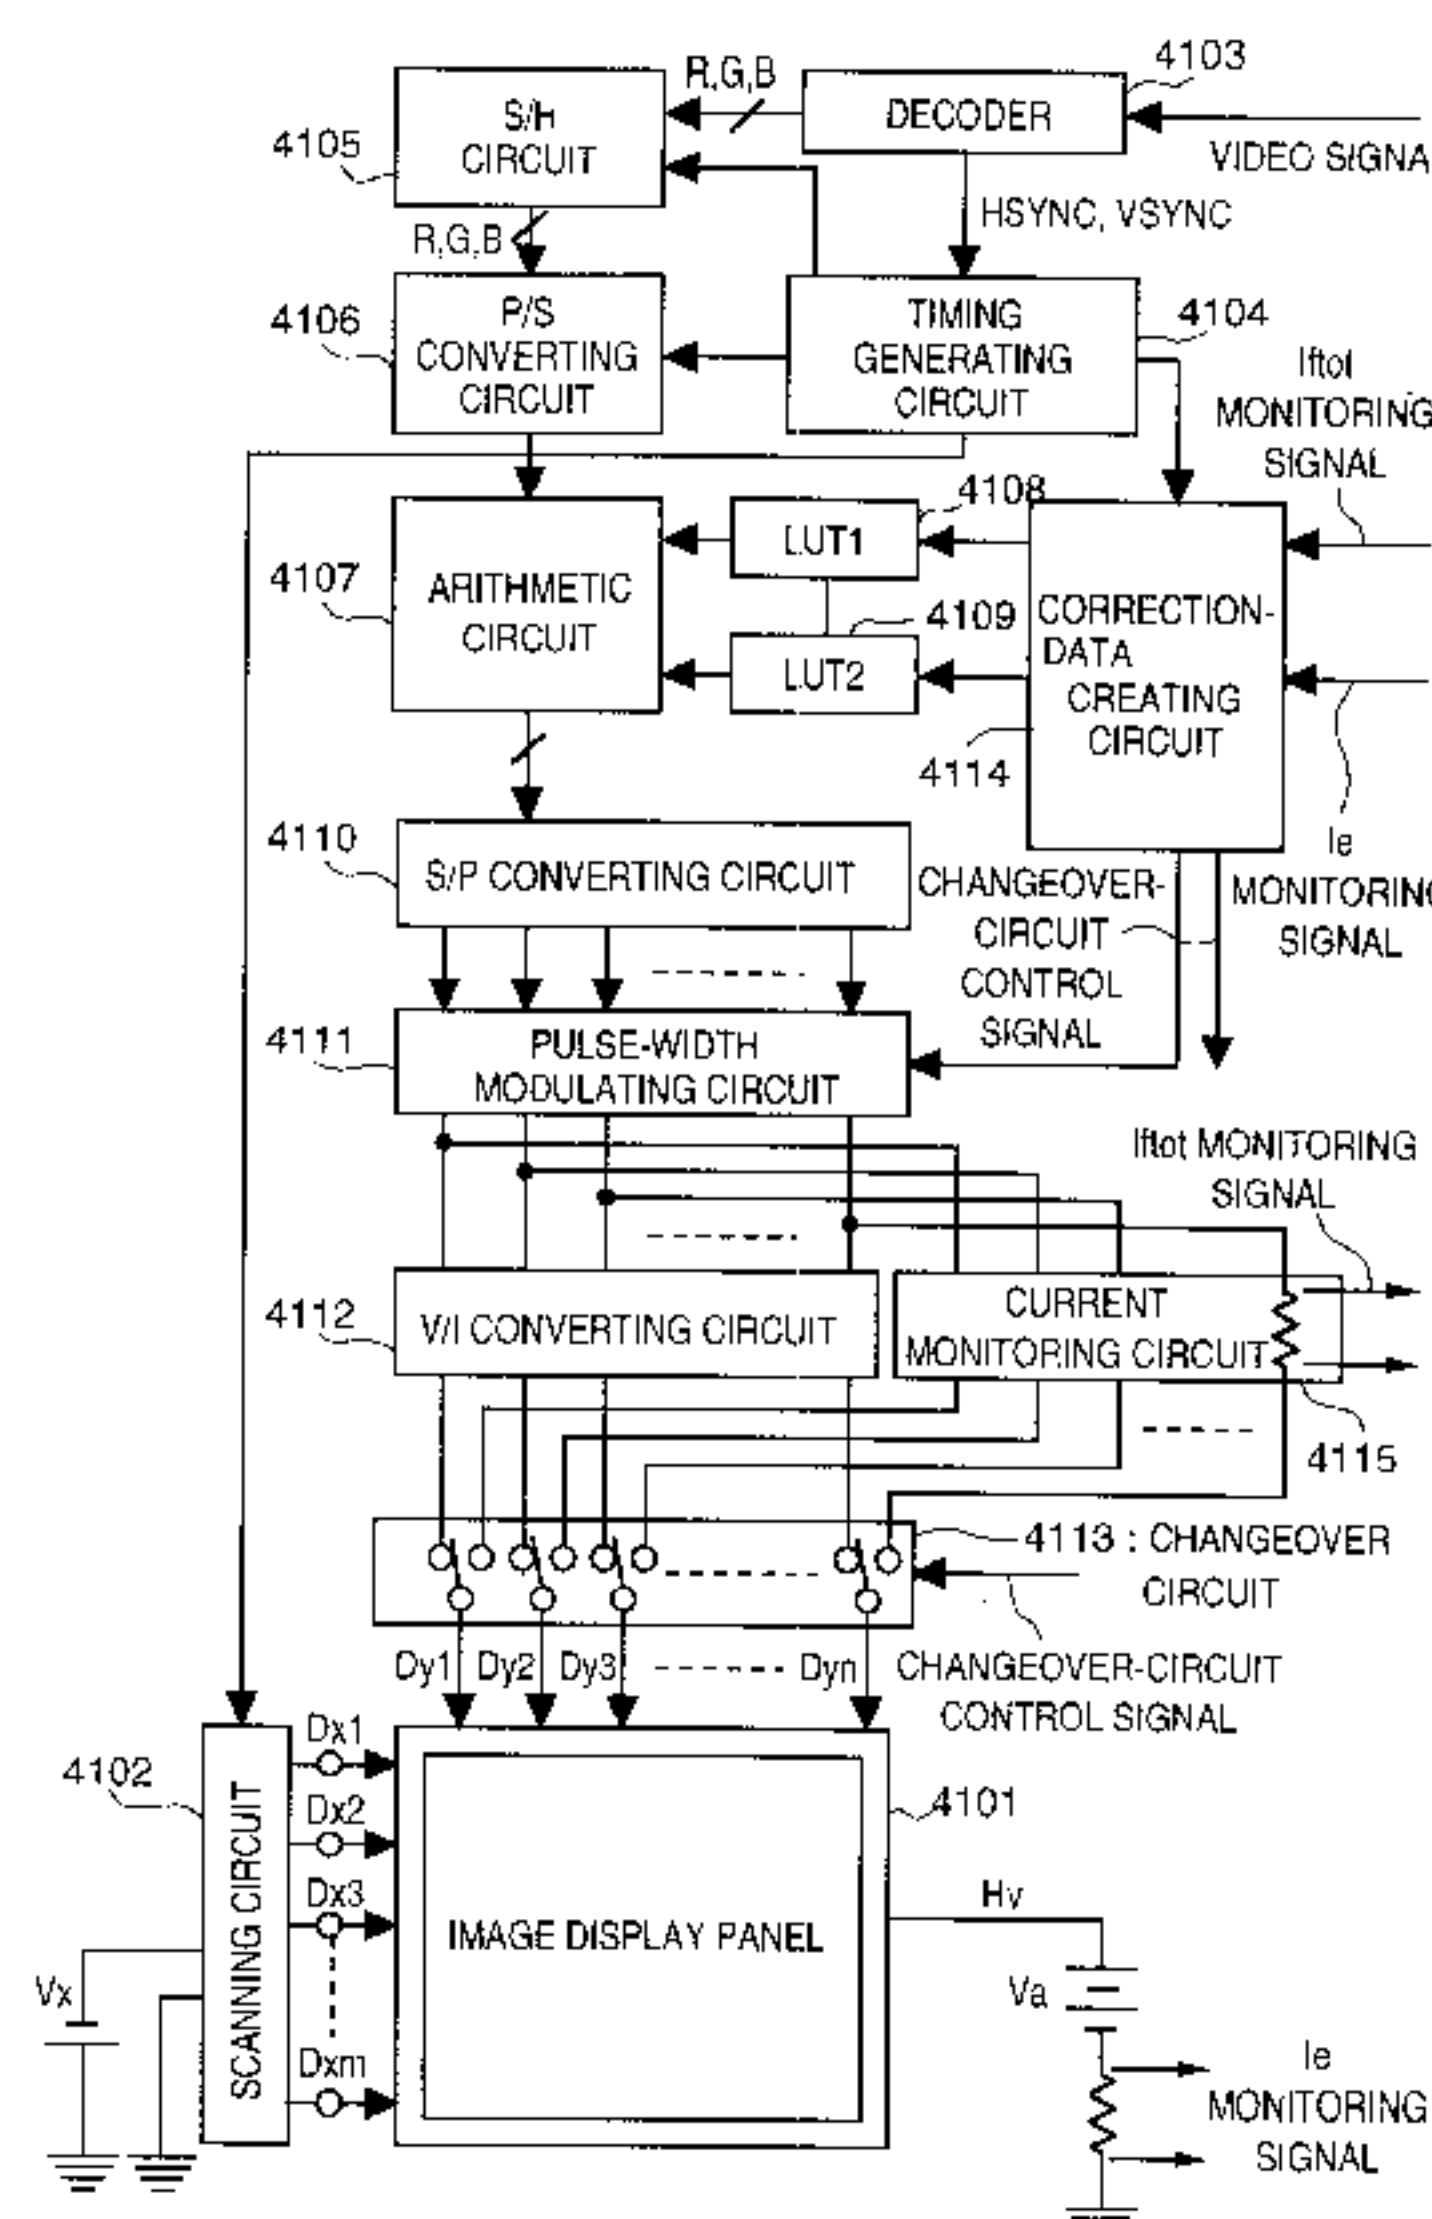 4103
R,G,B
S/H
CIRCUIT
DECODER
4105
VIDEO SIGNA
HSYNC, VSYNC
R,G,B
4106
P/S
CONVERTING
CIRCUIT
TIMING
GENERATING
CIRCUIT
4104
Iftot
MONITORING
SIGNAL
4108
LUT1
4107
ARITHMETIC
CIRCUIT
4109
LUT2
CORRECTION-
DATA
CREATING
CIRCUIT
4114
4110
S/P CONVERTING CIRCUIT
Ie
MONITORING
SIGNAL
CHANGEOVER-
CIRCUIT
CONTROL
SIGNAL
4111
PULSE-WIDTH
MODULATING CIRCUIT
Iftot MONITORING
SIGNAL
4112
V/I CONVERTING CIRCUIT
CURRENT
MONITORING CIRCUIT
4115
4113 : CHANGEOVER
CIRCUIT
Dy1 Dy2 Dy3 Dyn
CHANGEOVER-CIRCUIT
CONTROL SIGNAL
4102
Dx1
Dx2
Dx3
Dxm
SCANNING CIRCUIT
4101
IMAGE DISPLAY PANEL
Hv
Vx
Va
Ie
MONITORING
SIGNAL